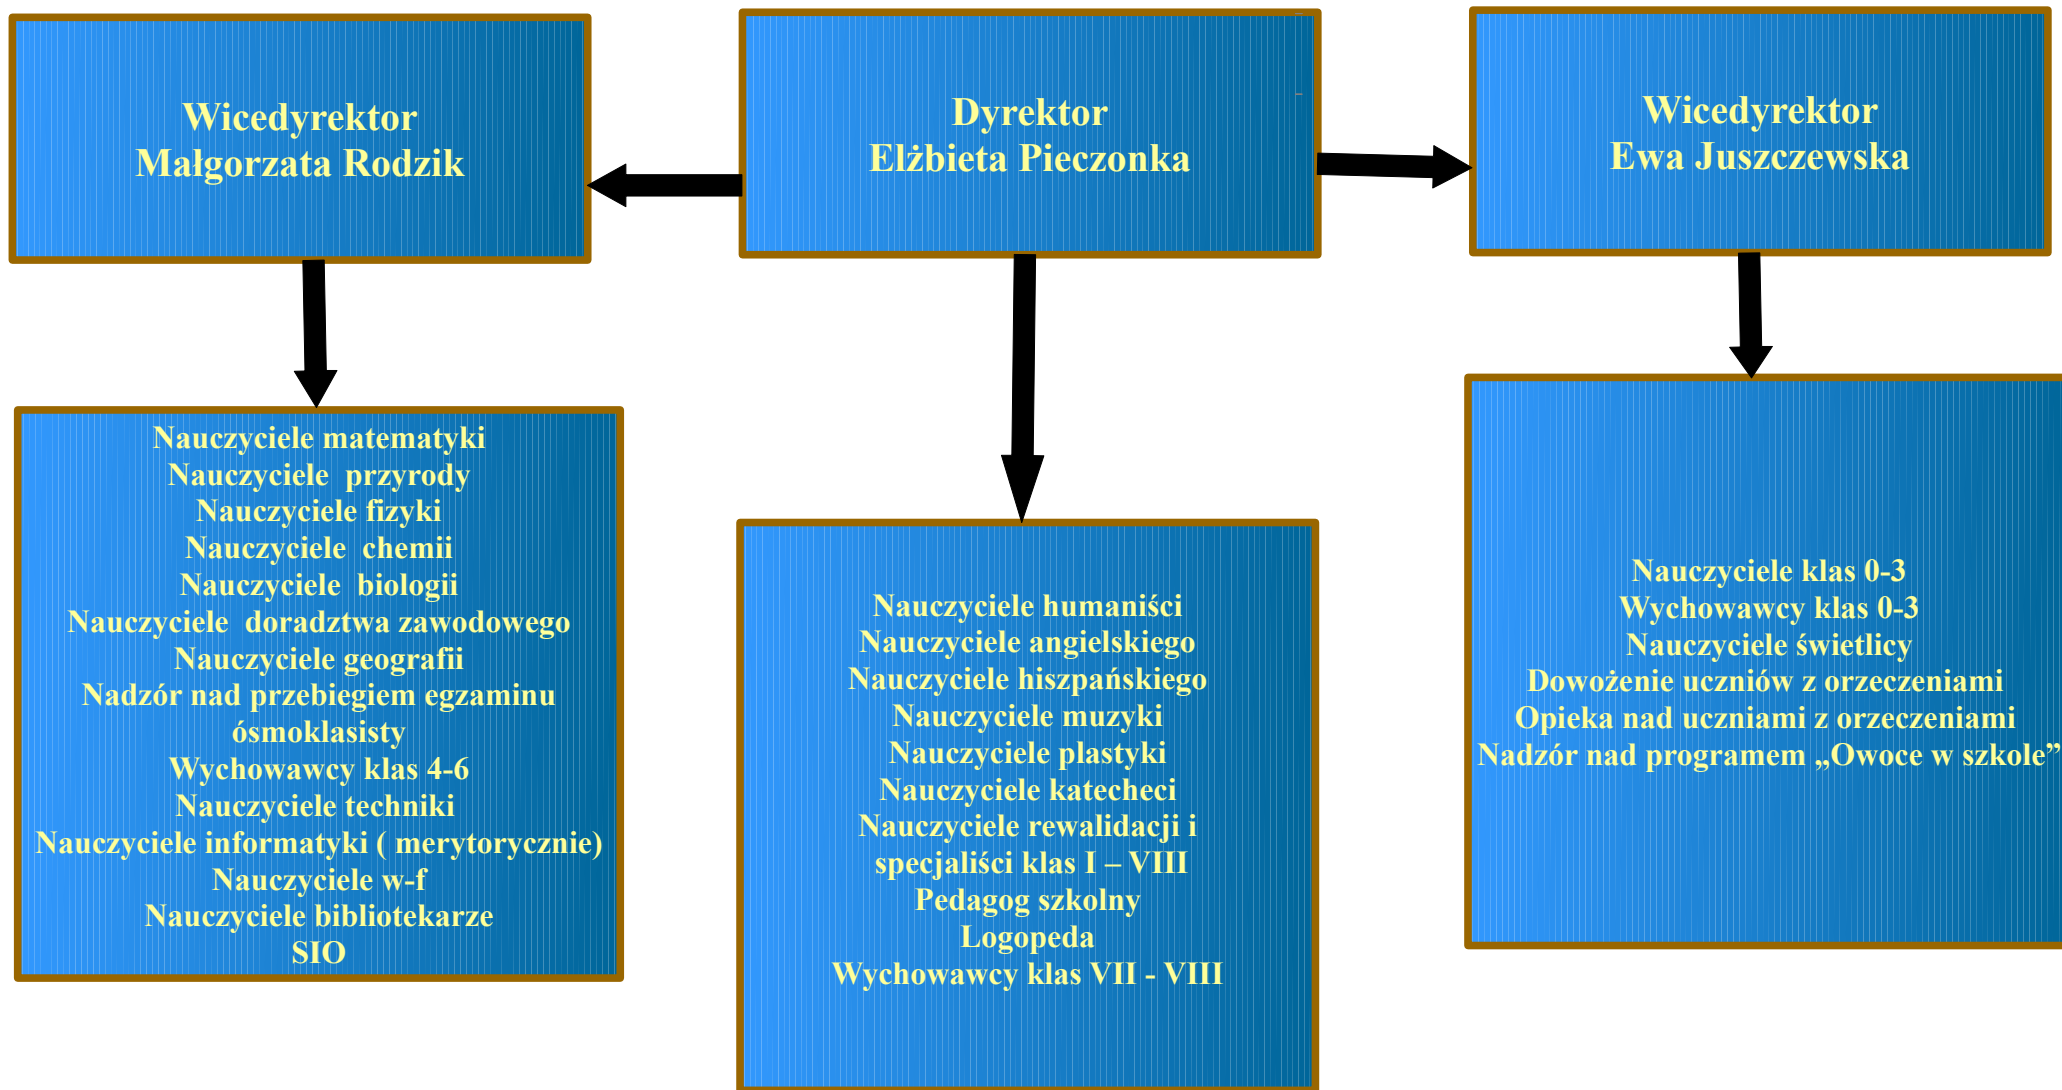 Wicedyrektor
Małgorzata Rodzik
Dyrektor
Elżbieta Pieczonka
Wicedyrektor
Ewa Juszczewska
Nauczyciele matematyki
Nauczyciele  przyrody
Nauczyciele fizyki
Nauczyciele  chemii
Nauczyciele  biologii
Nauczyciele  doradztwa zawodowego
Nauczyciele geografii
Nadzór nad przebiegiem egzaminu
ósmoklasisty
Wychowawcy klas 4-6
Nauczyciele techniki
Nauczyciele informatyki ( merytorycznie)
Nauczyciele w-f
Nauczyciele bibliotekarze
SIO
Nauczyciele humaniści
Nauczyciele angielskiego
Nauczyciele hiszpańskiego
Nauczyciele muzyki
Nauczyciele plastyki
Nauczyciele katecheci
Nauczyciele rewalidacji i
specjaliści klas I – VIII
Pedagog szkolny
Logopeda
Wychowawcy klas VII - VIII
Nauczyciele klas 0-3
Wychowawcy klas 0-3
Nauczyciele świetlicy
Dowożenie uczniów z orzeczeniami
Opieka nad uczniami z orzeczeniami
Nadzór nad programem „Owoce w szkole”